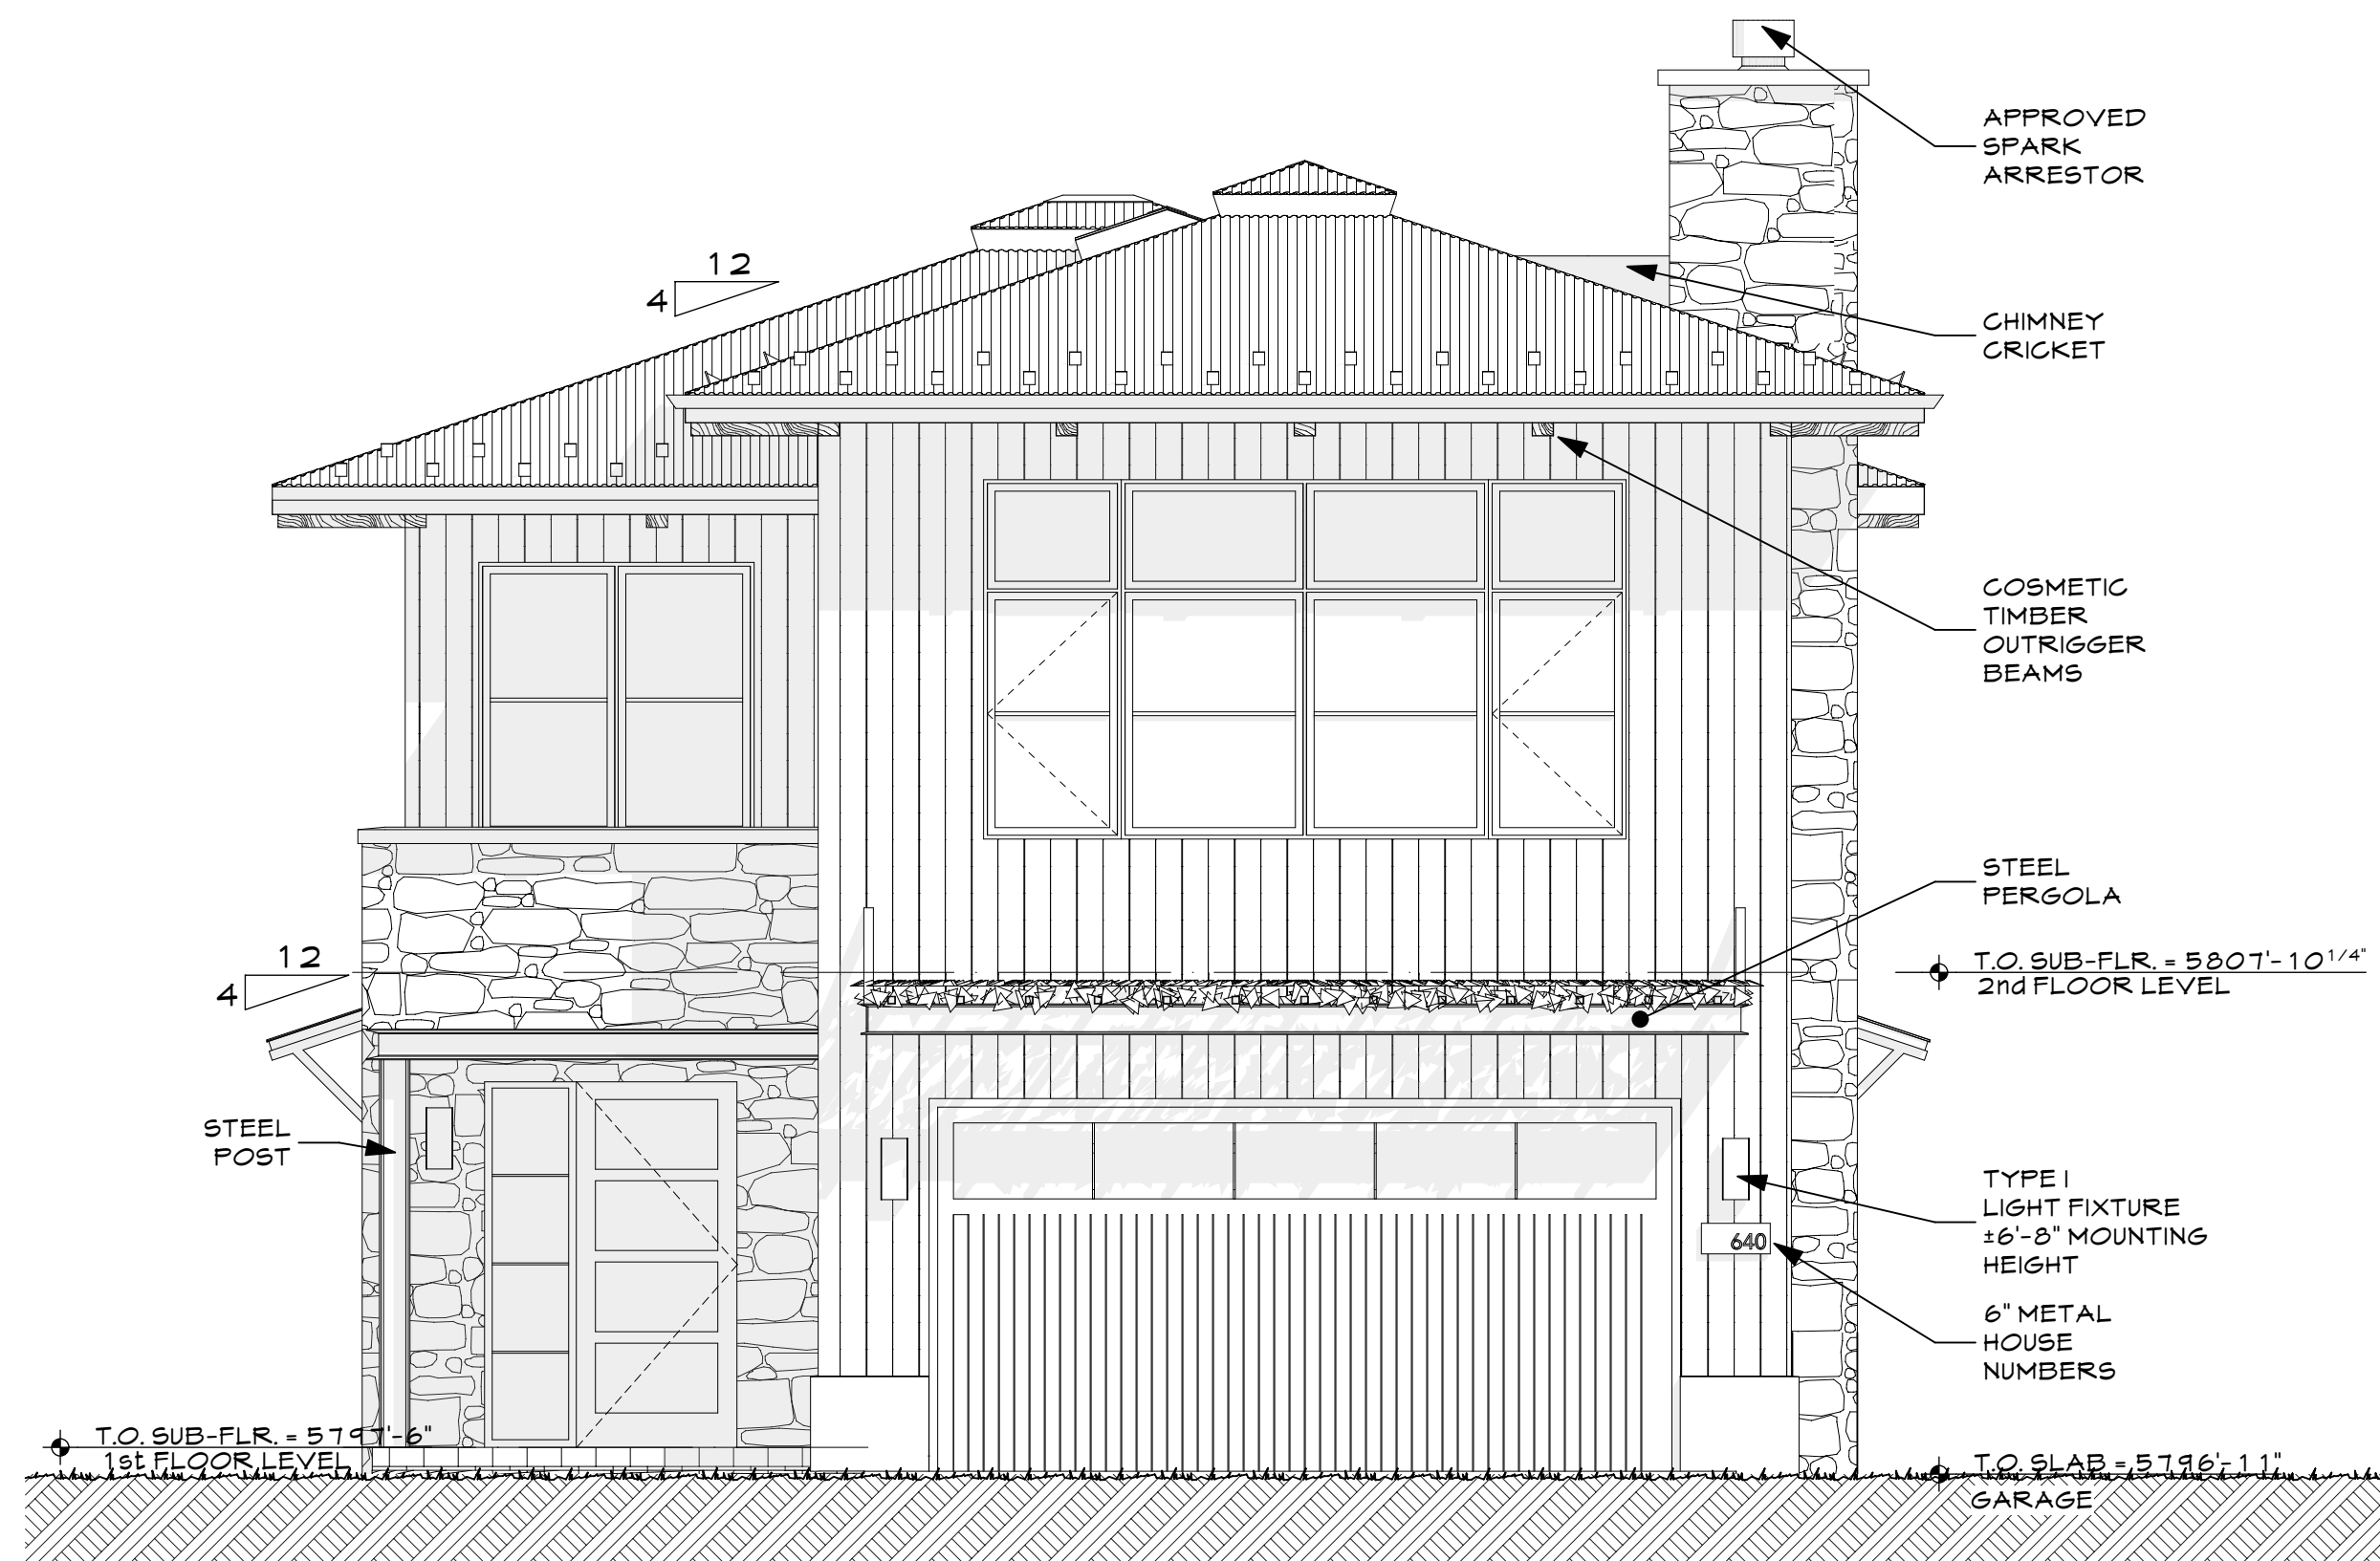 APPROVED
SPARK
ARRESTOR
12
4
CHIMNEY
CRICKET
COSMETIC
TIMBER
OUTRIGGER
BEAMS
STEEL
PERGOLA
12
4
T.O. SUB-FLR. = 5807'-10 1/4"
2nd FLOOR LEVEL
STEEL
POST
TYPE I
LIGHT FIXTURE
±6'-8" MOUNTING
HEIGHT
640
6" METAL
HOUSE
NUMBERS
T.O. SUB-FLR. = 5797'-6"
1st FLOOR LEVEL
T.O. SLAB = 5796'-11"
GARAGE